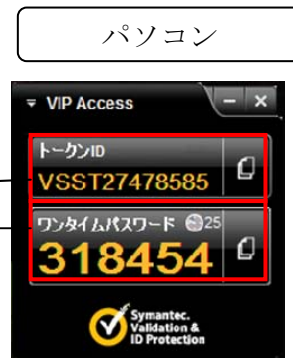 パソコン
VIP Access
トークンID
VSST27478585
ワンタイムパスワード 25
318454
Symantec.
Validation &
ID Protection